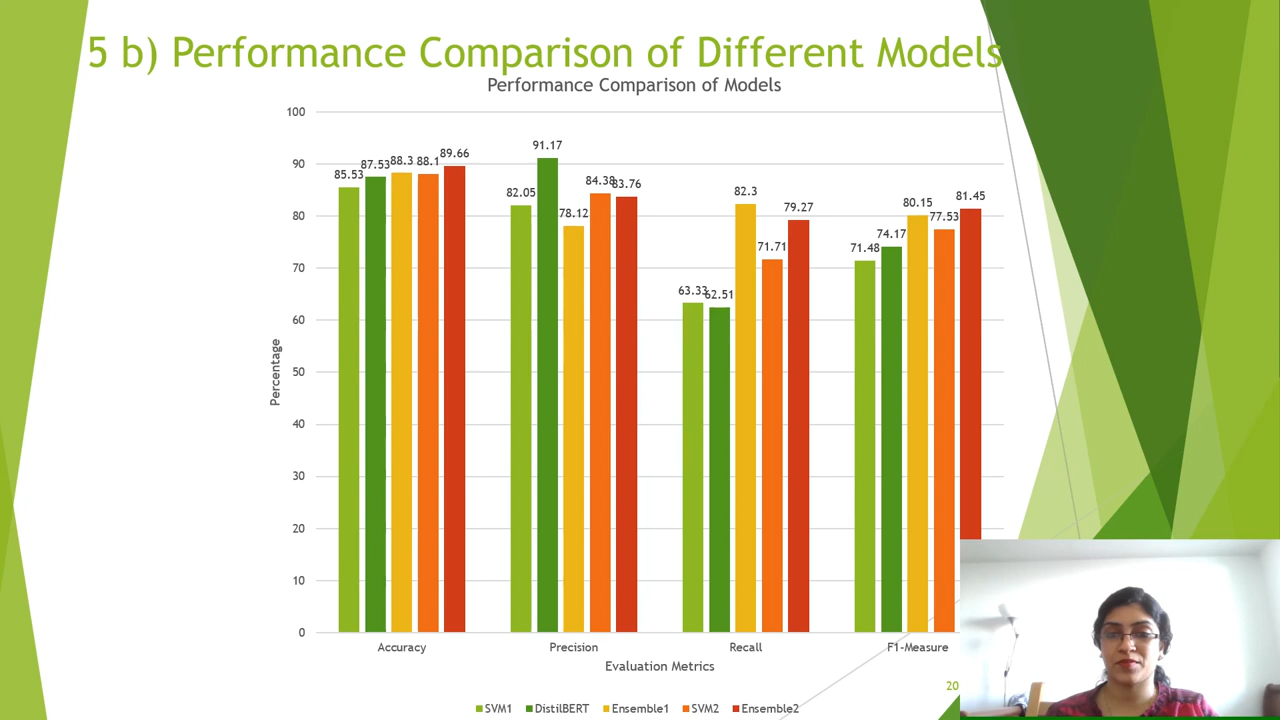 5 b) Performance Comparison of Different Models
Performance Comparison of Models
100
90
80
70
60
50
40
30
20
10
0
Percentage
85.53
87.53
88.3
88.1
89.66
82.05
91.17
78.12
84.38
83.76
63.33
62.51
82.3
71.71
79.27
71.48
74.17
80.15
77.53
81.45
Accuracy
Precision
Recall
F1-Measure
Evaluation Metrics
SVM1
DistilBERT
Ensemble1
SVM2
Ensemble2
20